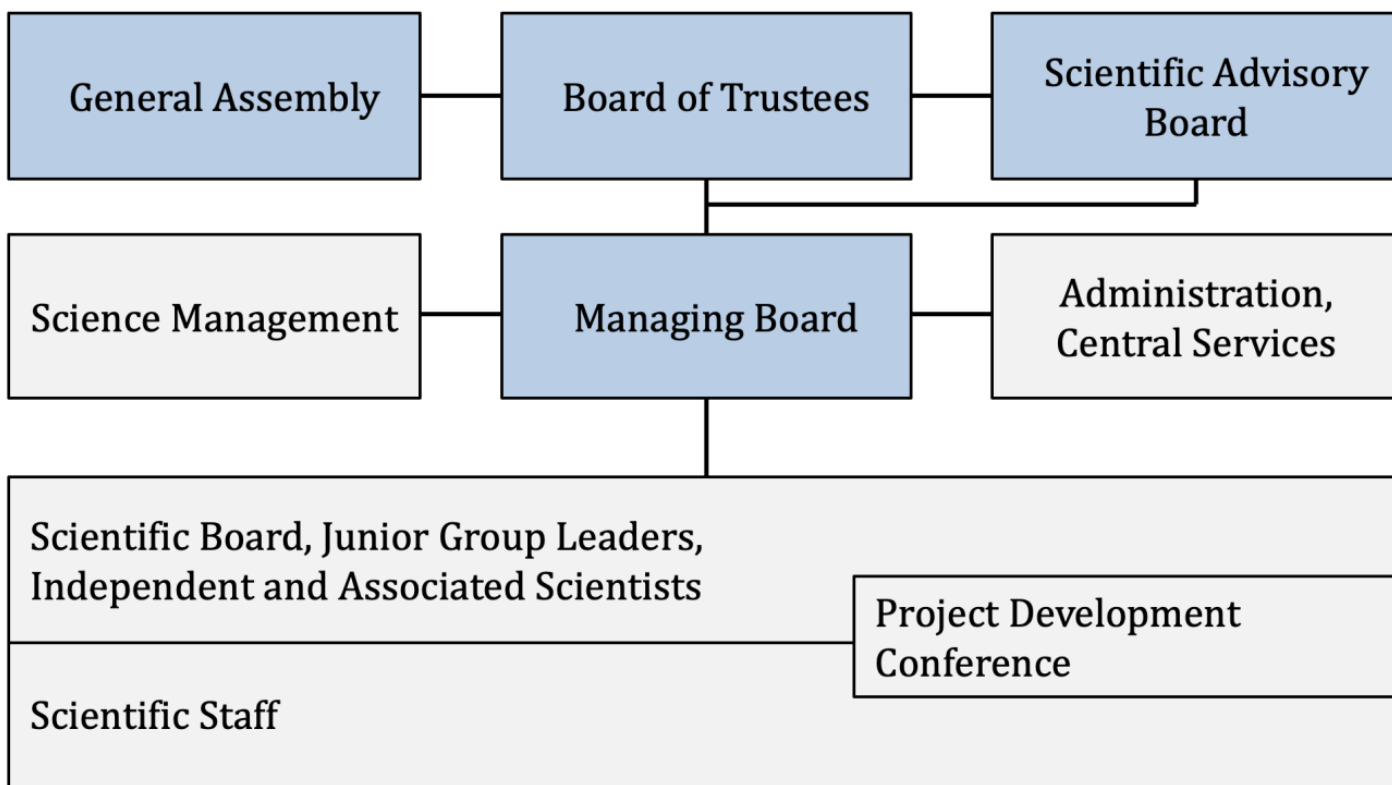 General Assembly
Board of Trustees
Scientific Advisory
Board
Science Management
Managing Board
Administration,
Central Services
Scientific Board, Junior Group Leaders,
Independent and Associated Scientists
Project Development
Conference
Scientific Staff